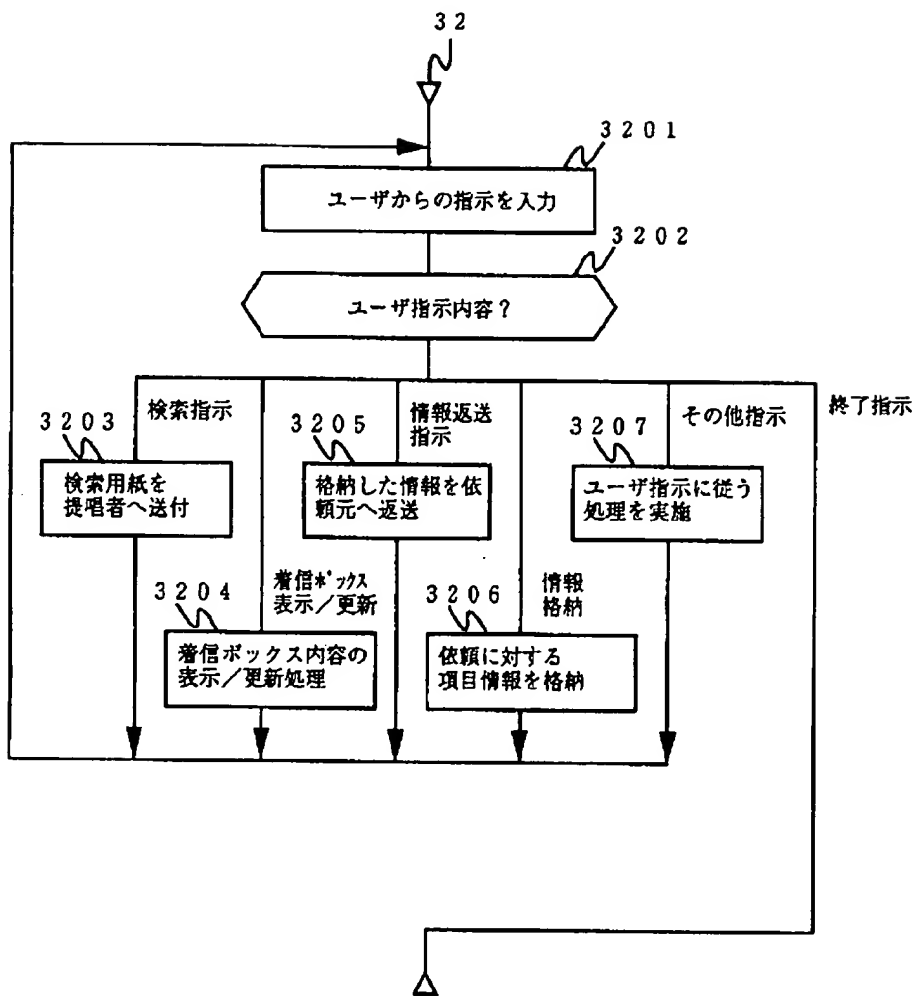 32
3201
ユーザからの指示を入力
3202
ユーザ指示内容?
3203
検索指示
検索用紙を
提唱者へ送付
3204
着信ボックス
表示/更新
着信ボックス内容の
表示/更新処理
3205
情報返送
指示
格納した情報を依
頼元へ返送
3206
情報
格納
依頼に対する
項目情報を格納
3207
その他指示
ユーザ指示に従う
処理を実施
終了指示